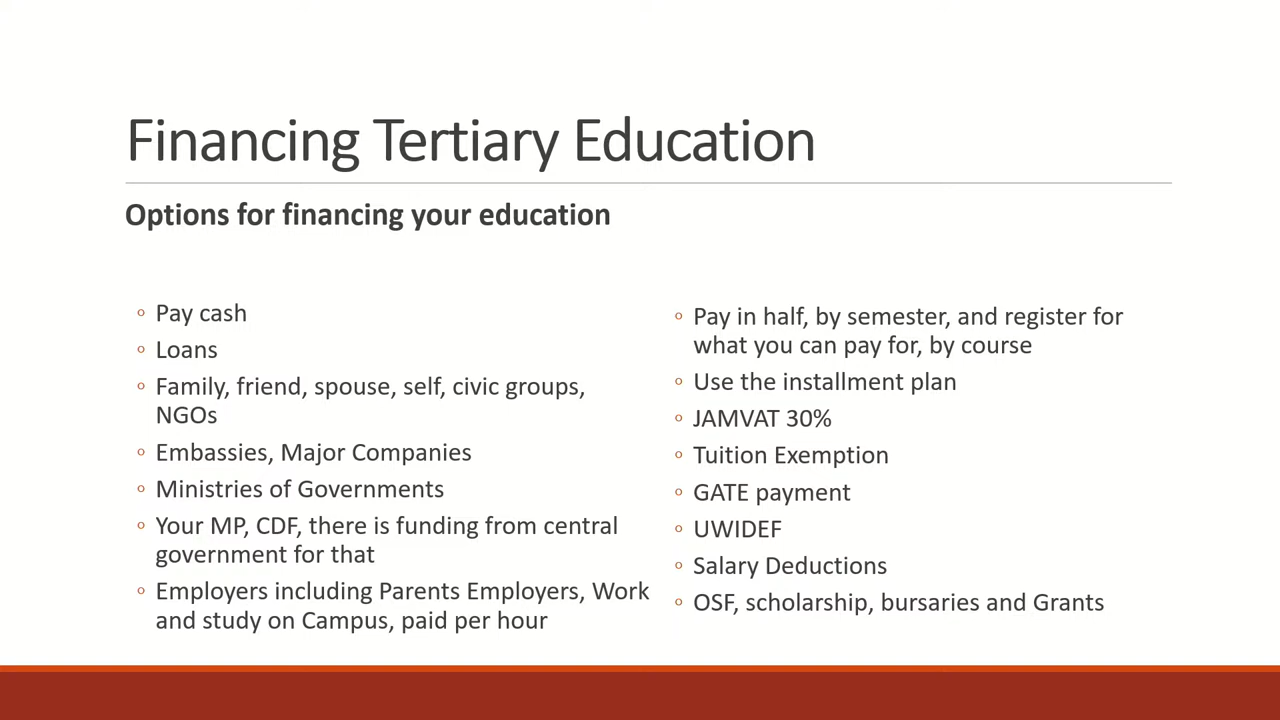 Financing Tertiary Education
Options for financing your education
◦ Pay cash
◦ Loans
◦ Family, friend, spouse, self, civic groups,
NGOs
◦ Embassies, Major Companies
◦ Ministries of Governments
◦ Your MP, CDF, there is funding from central
government for that
◦ Employers including Parents Employers, Work
and study on Campus, paid per hour
◦ Pay in half, by semester, and register for
what you can pay for, by course
◦ Use the installment plan
◦ JAMVAT 30%
◦ Tuition Exemption
◦ GATE payment
◦ UWIDEF
◦ Salary Deductions
◦ OSF, scholarship, bursaries and Grants